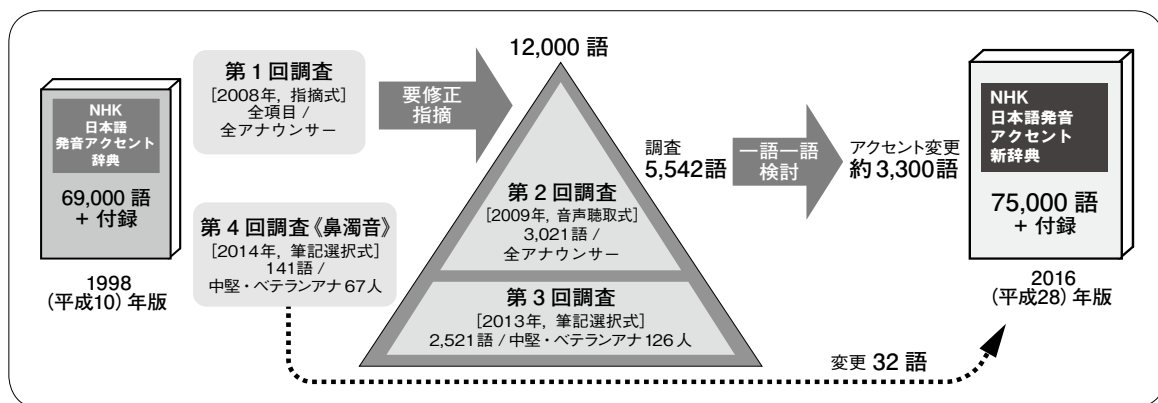 NHK
日本語
発音アクセント
辞典
69,000 語
+ 付録
1998
(平成10) 年版
第1回調査
[2008年, 指摘式]
全項目 /
全アナウンサー
要修正
指摘
第4回調査《鼻濁音》
[2014年, 筆記選択式]
141語 /
中堅・ベテランアナ 67人
12,000 語
第2回調査
[2009年, 音声聴取式]
3,021語 /
全アナウンサー
第3回調査
[2013年, 筆記選択式]
2,521語 / 中堅・ベテランアナ 126人
調査
5,542語
一語一語
検討
アクセント変更
約3,300語
変更 32 語
NHK
日本語発音
アクセント
新辞典
75,000 語
+ 付録
2016
(平成28) 年版